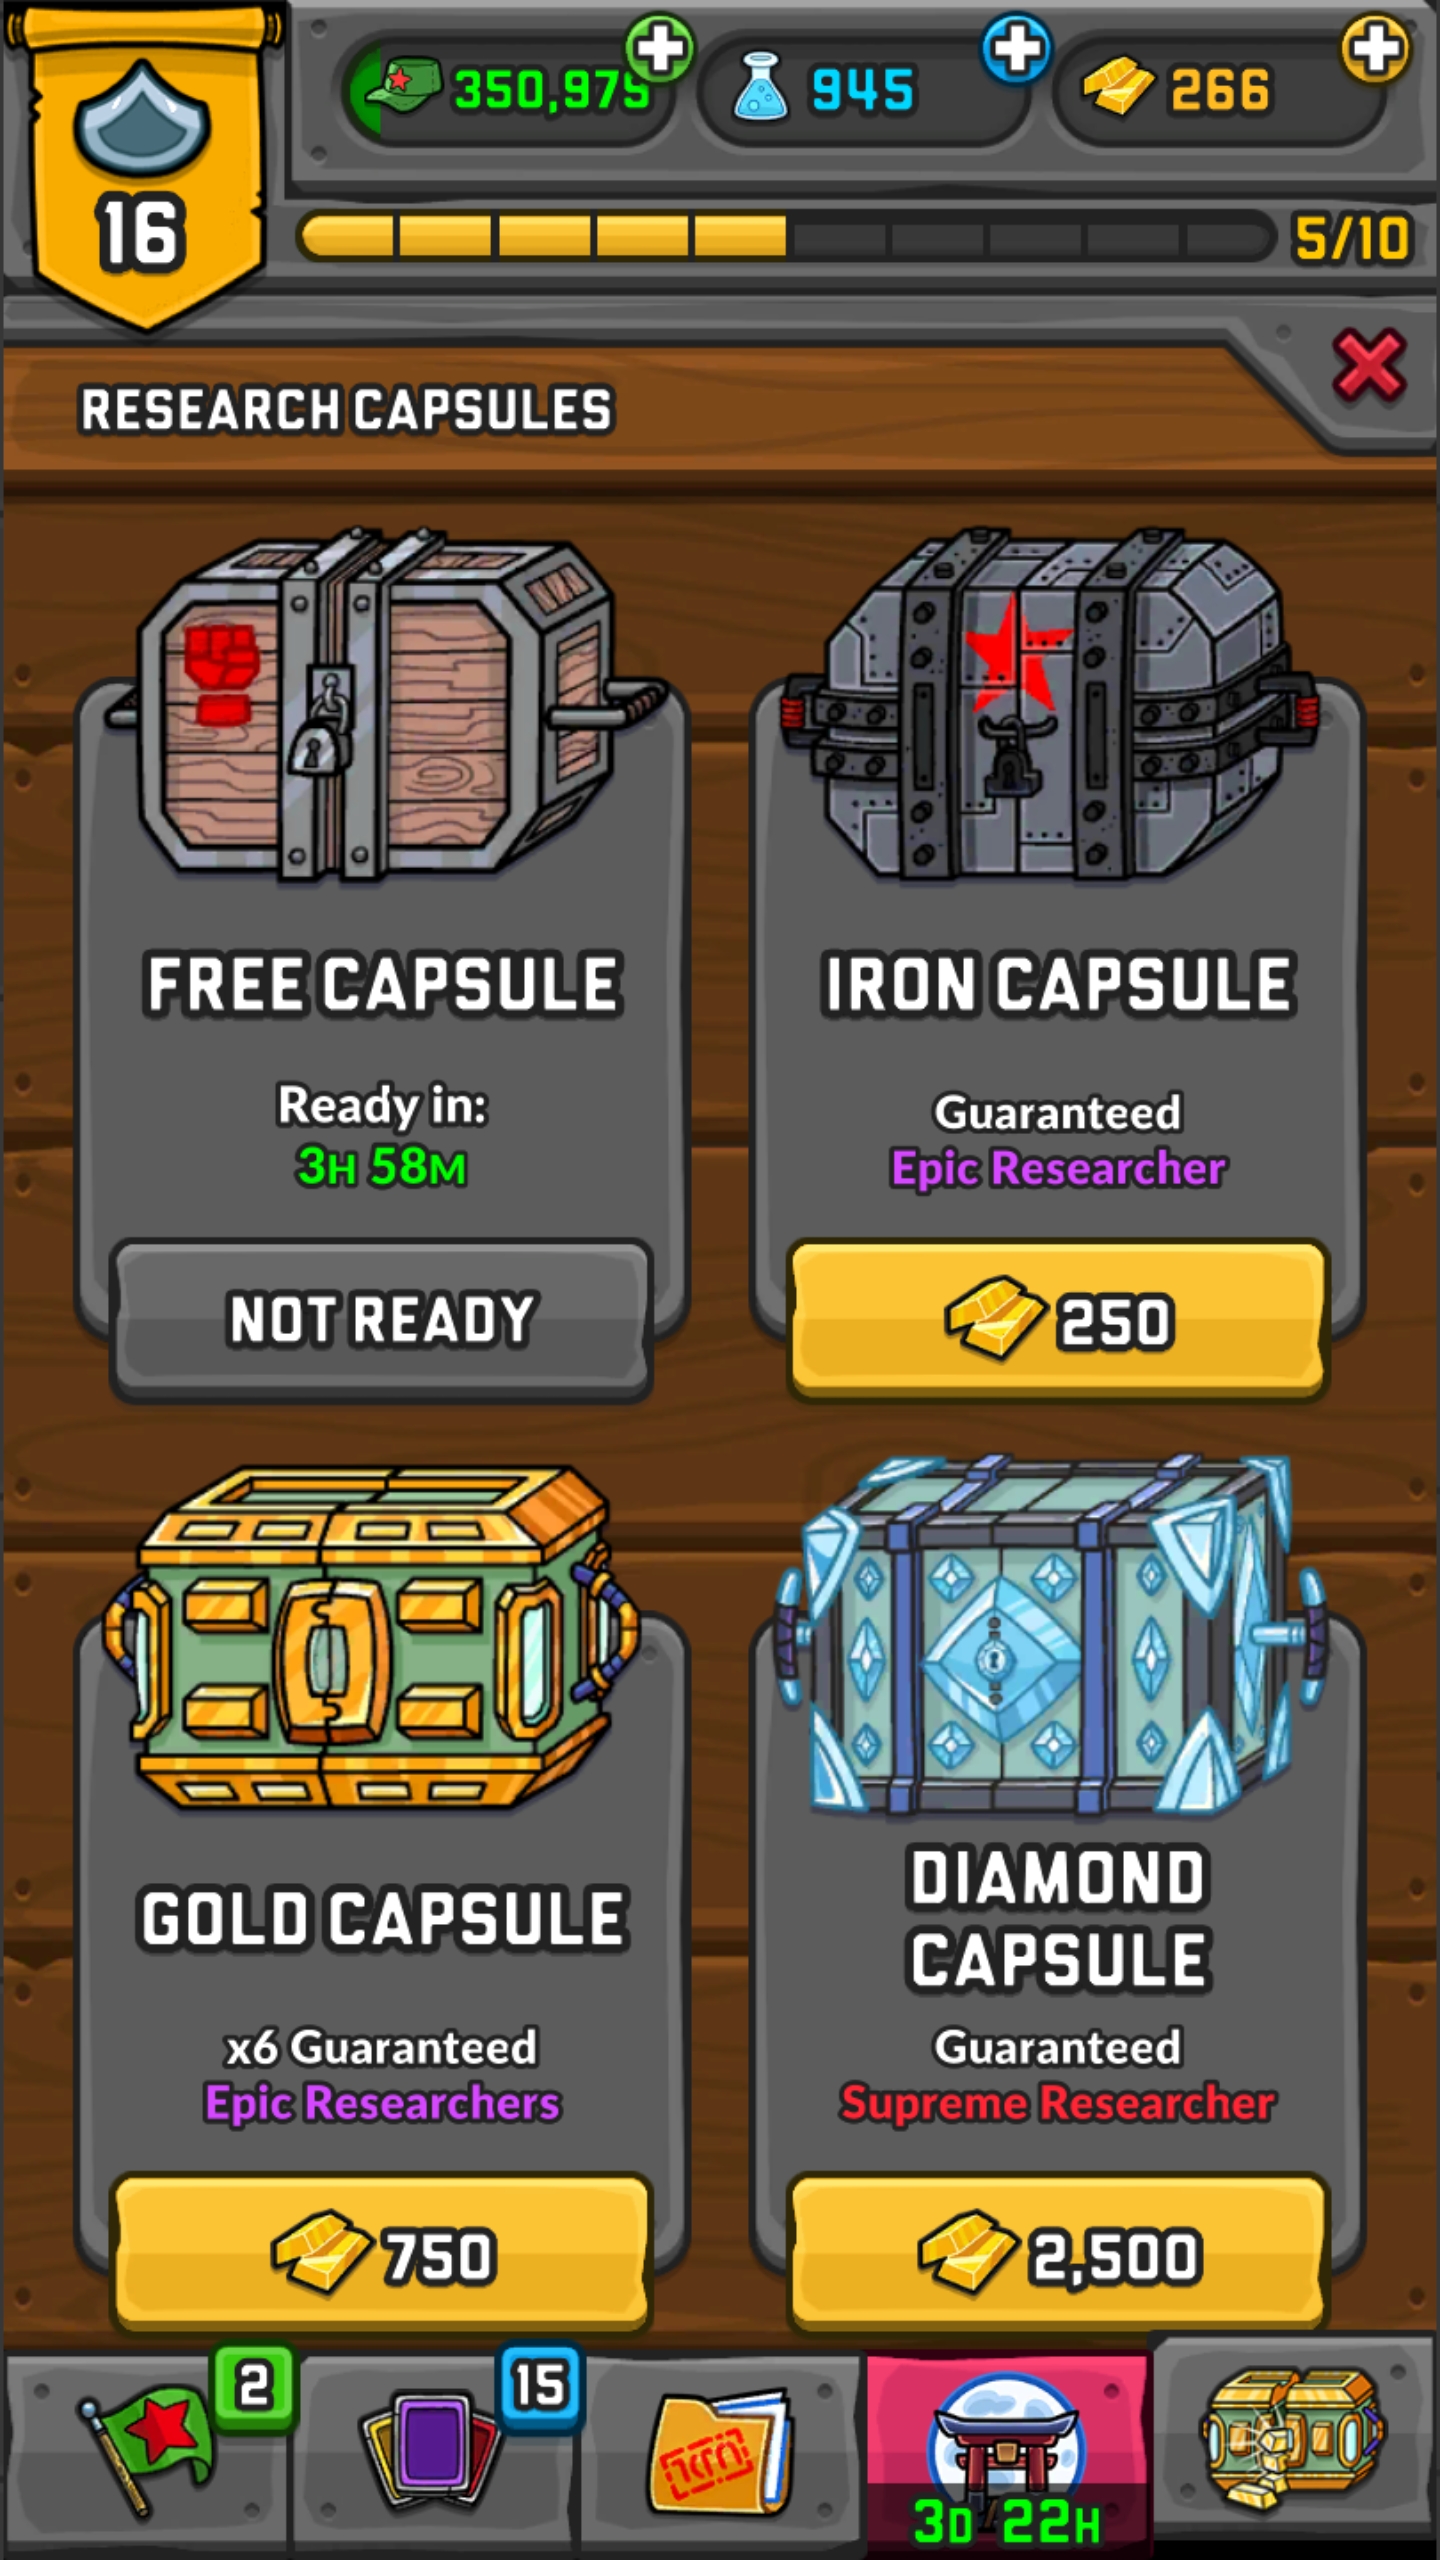 350,975
945
266
16
5/10
RESEARCH CAPSULES
FREE CAPSULE
Ready in:
3H 58M
NOT READY
IRON CAPSULE
Guaranteed
Epic Researcher
250
GOLD CAPSULE
x6 Guaranteed
Epic Researchers
750
DIAMOND
CAPSULE
Guaranteed
Supreme Researcher
2,500
2
15
3D 22H